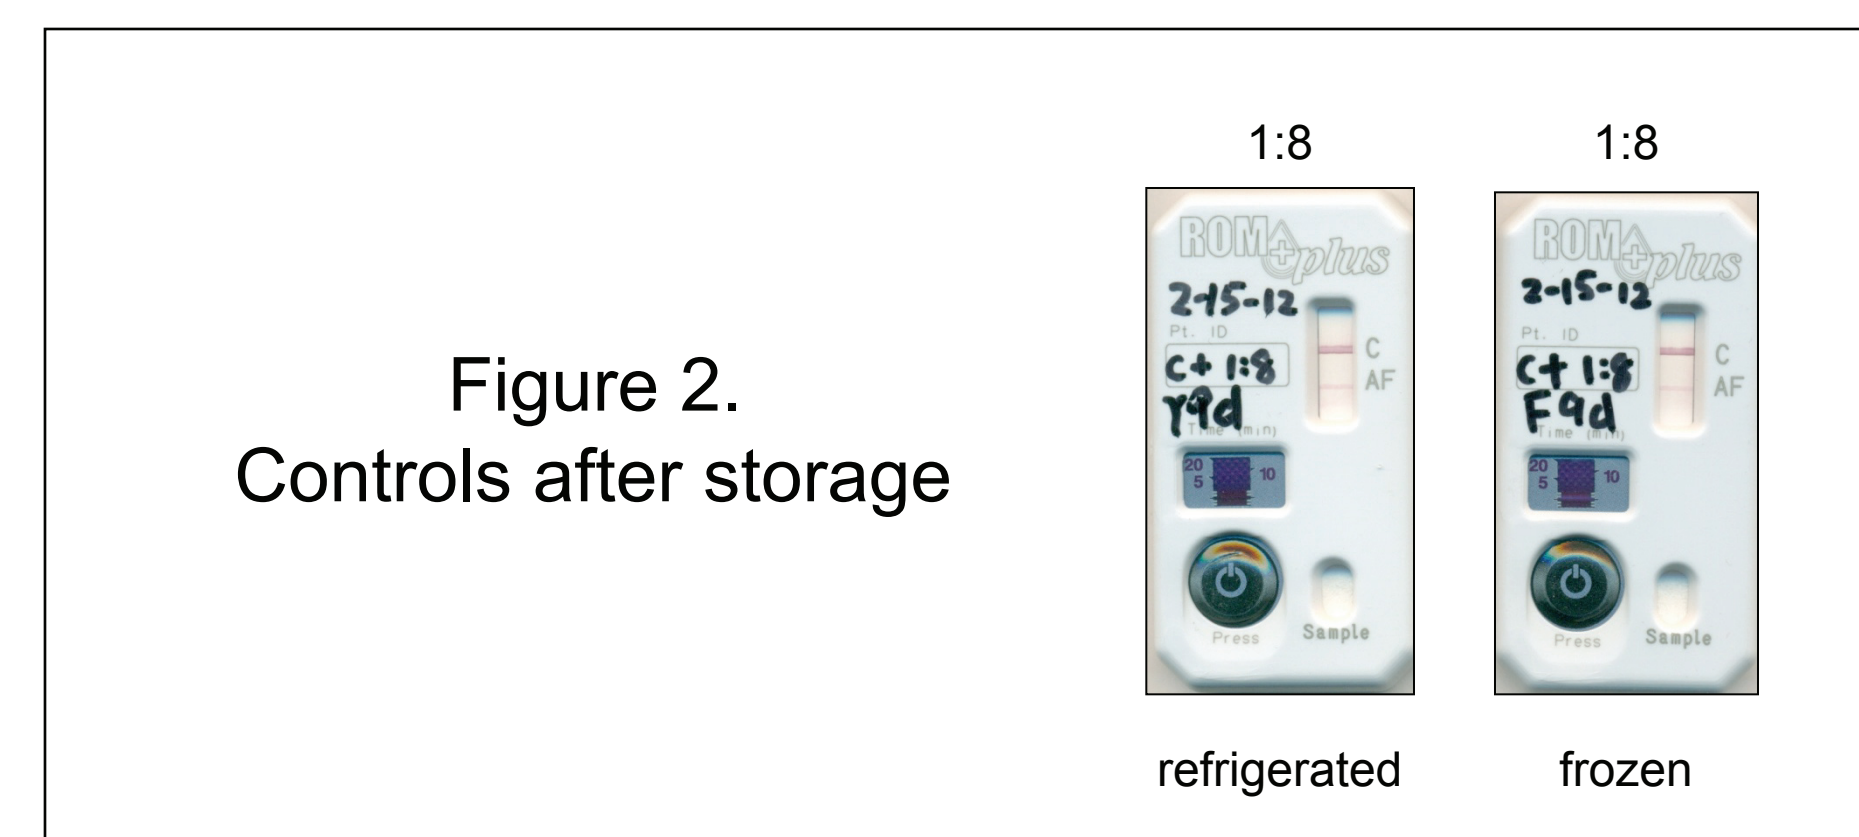 Figure 2.
Controls after storage
1:8
ROM plus
2-15-12
Pt. ID
C+ 1:8
r9d
Time (min)
20
5
10
C
AF
Press
Sample
refrigerated
1:8
ROM plus
2-15-12
Pt. ID
C+ 1:8
F9d
Time (min)
20
5
10
C
AF
Press
Sample
frozen